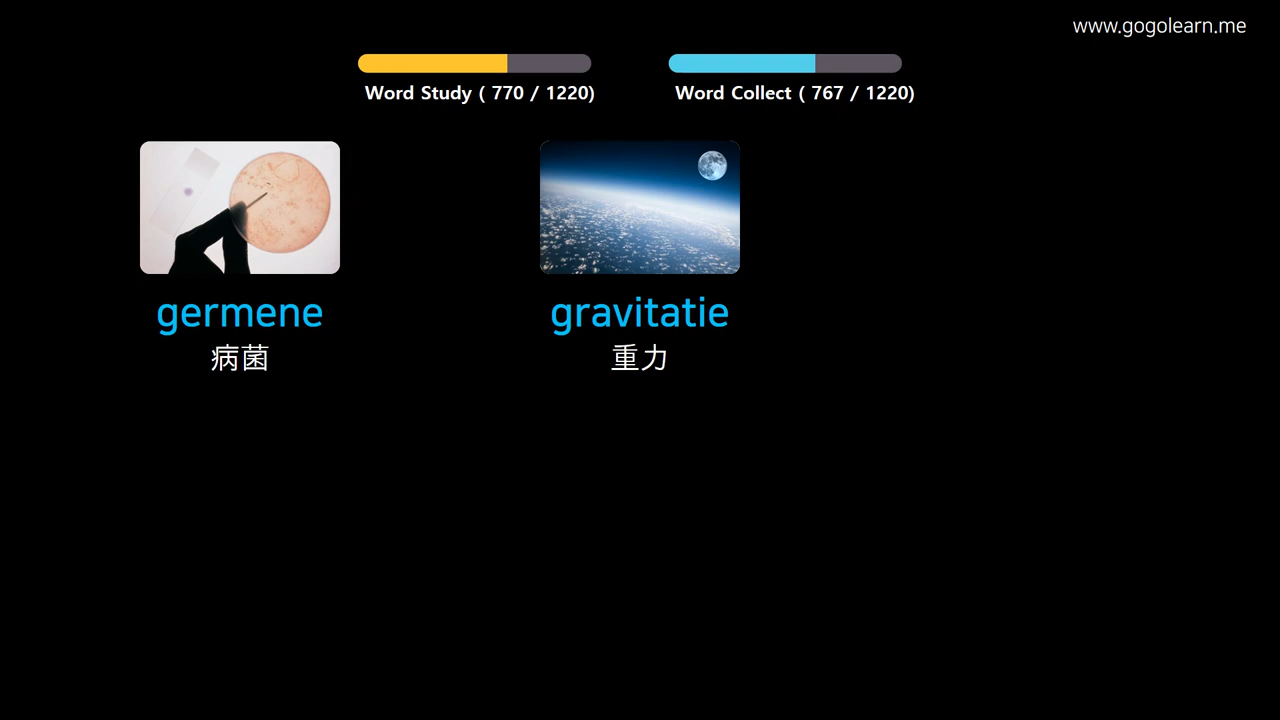 www.gogolearn.me
Word Study ( 770 / 1220)
Word Collect ( 767 / 1220)
germene
病菌
gravitatie
重力